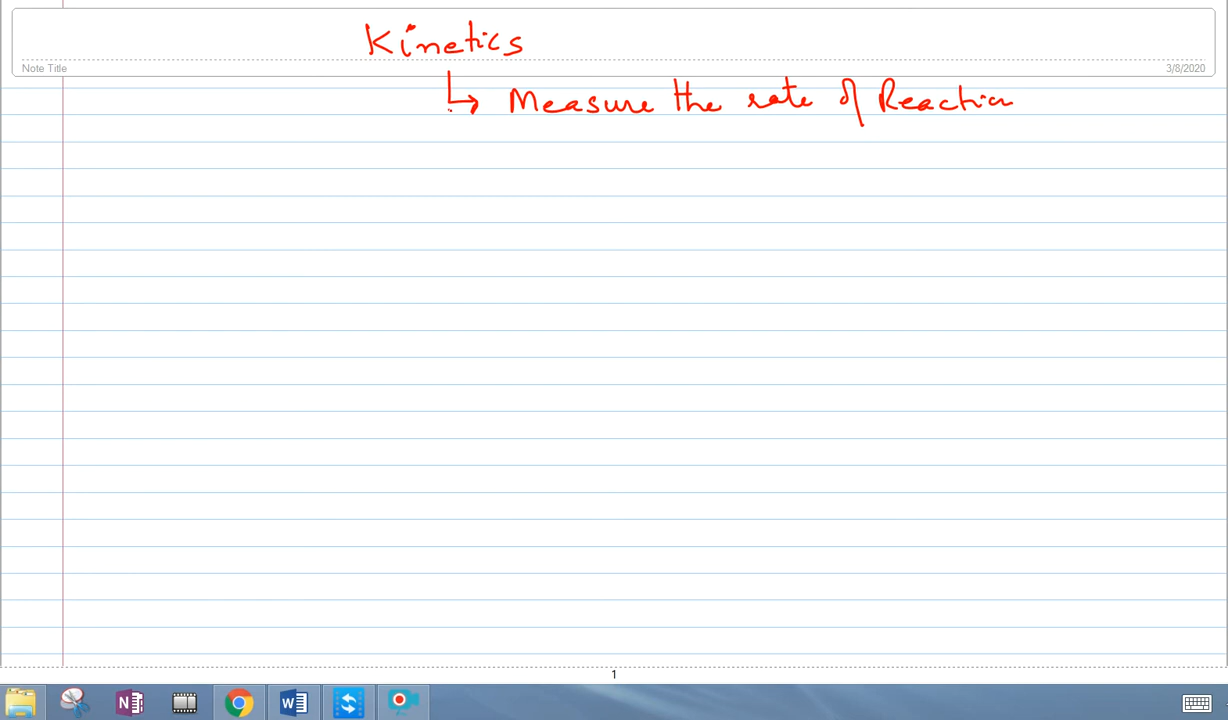 Kinetics
Note Title
3/8/2020
↳ Measure the rate of Reaction
1